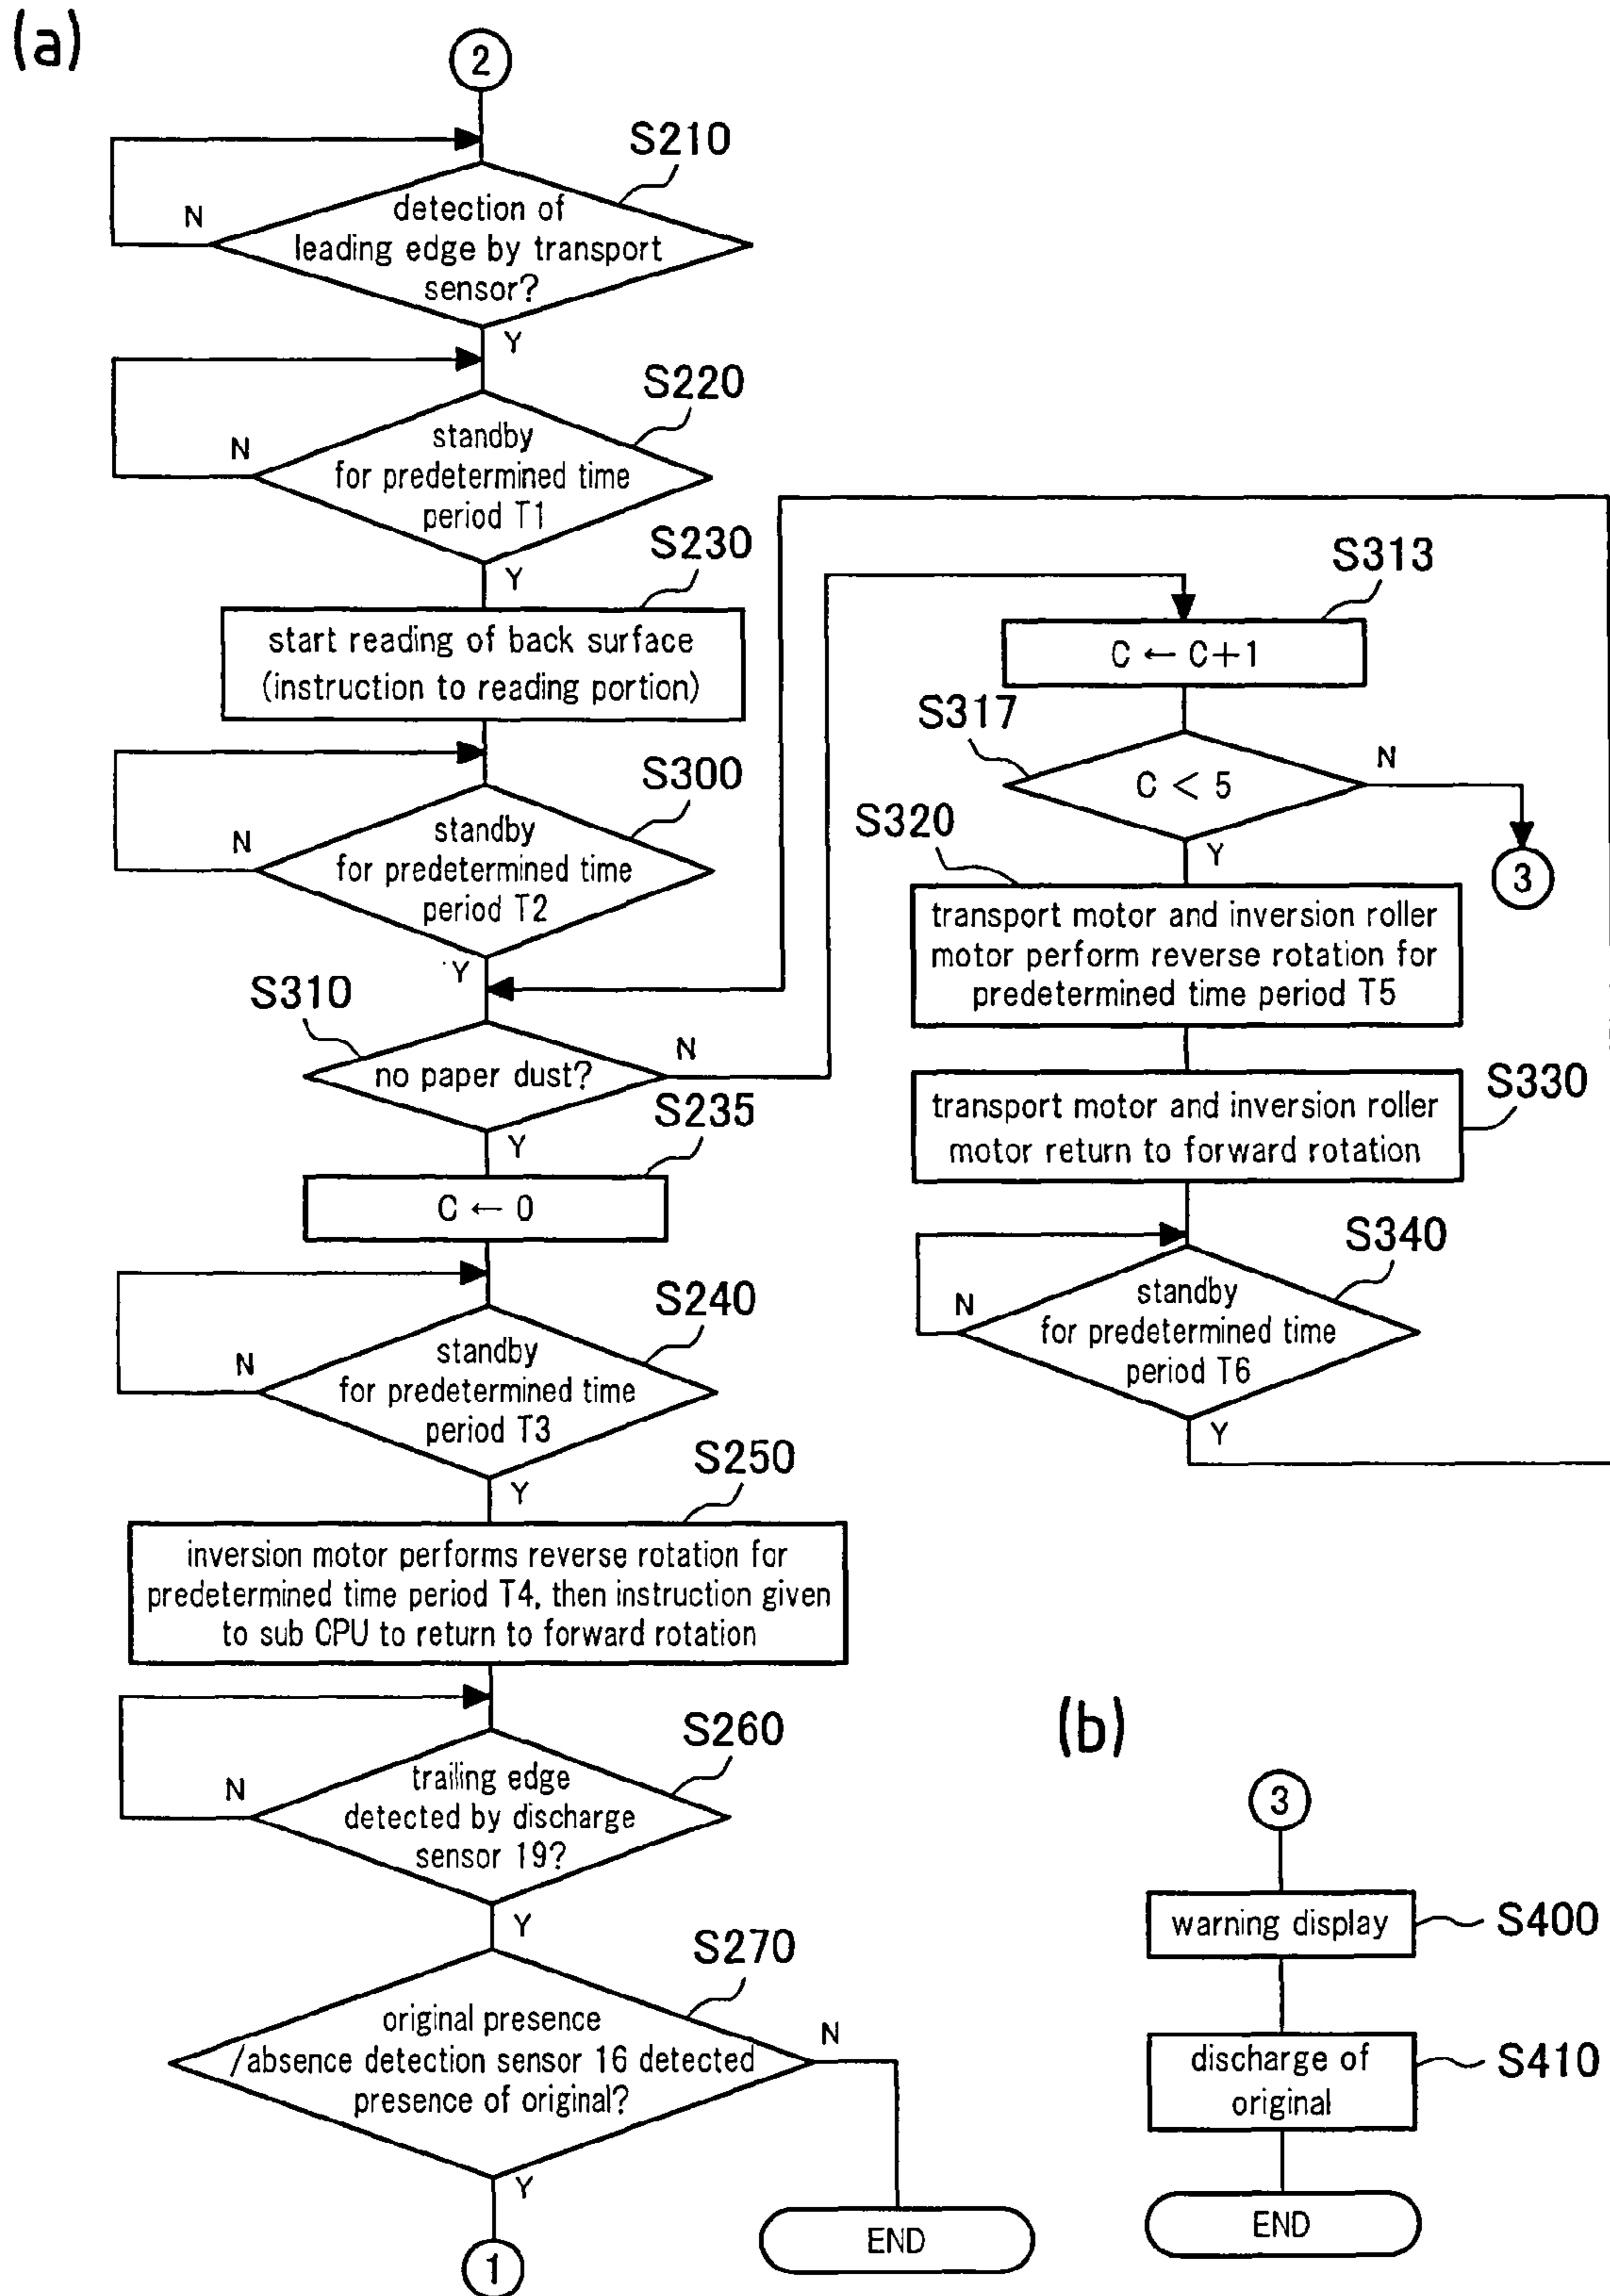 (a)
2
S210
N
detection of
leading edge by transport
sensor?
Y
S220
N
standby
for predetermined time
period T1
Y
S230
start reading of back surface
(instruction to reading portion)
S300
N
standby
for predetermined time
period T2
Y
S310
no paper dust?
N
Y
S235
C ← 0
S240
N
standby
for predetermined time
period T3
Y
S250
inversion motor performs reverse rotation for
predetermined time period T4, then instruction given
to sub CPU to return to forward rotation
S260
N
trailing edge
detected by discharge
sensor 19?
Y
S270
original presence
/absence detection sensor 16 detected
presence of original?
N
Y
1
END
S313
C ← C+1
S317
C < 5
N
3
Y
S320
transport motor and inversion roller
motor perform reverse rotation for
predetermined time period T5
S330
transport motor and inversion roller
motor return to forward rotation
S340
N
standby
for predetermined time
period T6
Y
(b)
3
warning display
S400
discharge of
original
S410
END